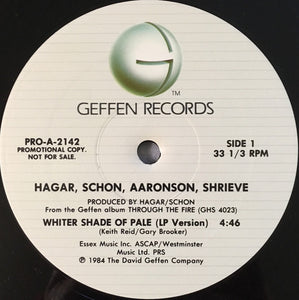 TM
GEFFEN RECORDS
PRO-A-2142
PROMOTIONAL COPY.
NOT FOR SALE.
SIDE 1
33 1/3 RPM
HAGAR, SCHON, AARONSON, SHRIEVE
PRODUCED BY HAGAR/SCHON
From the Geffen album THROUGH THE FIRE (GHS 4023)
WHITER SHADE OF PALE (LP Version) 4:46
(Keith Reid/Gary Brooker)
Essex Music Inc. ASCAP/Westminster
Music Ltd. PRS
℗ 1984 The David Geffen Company